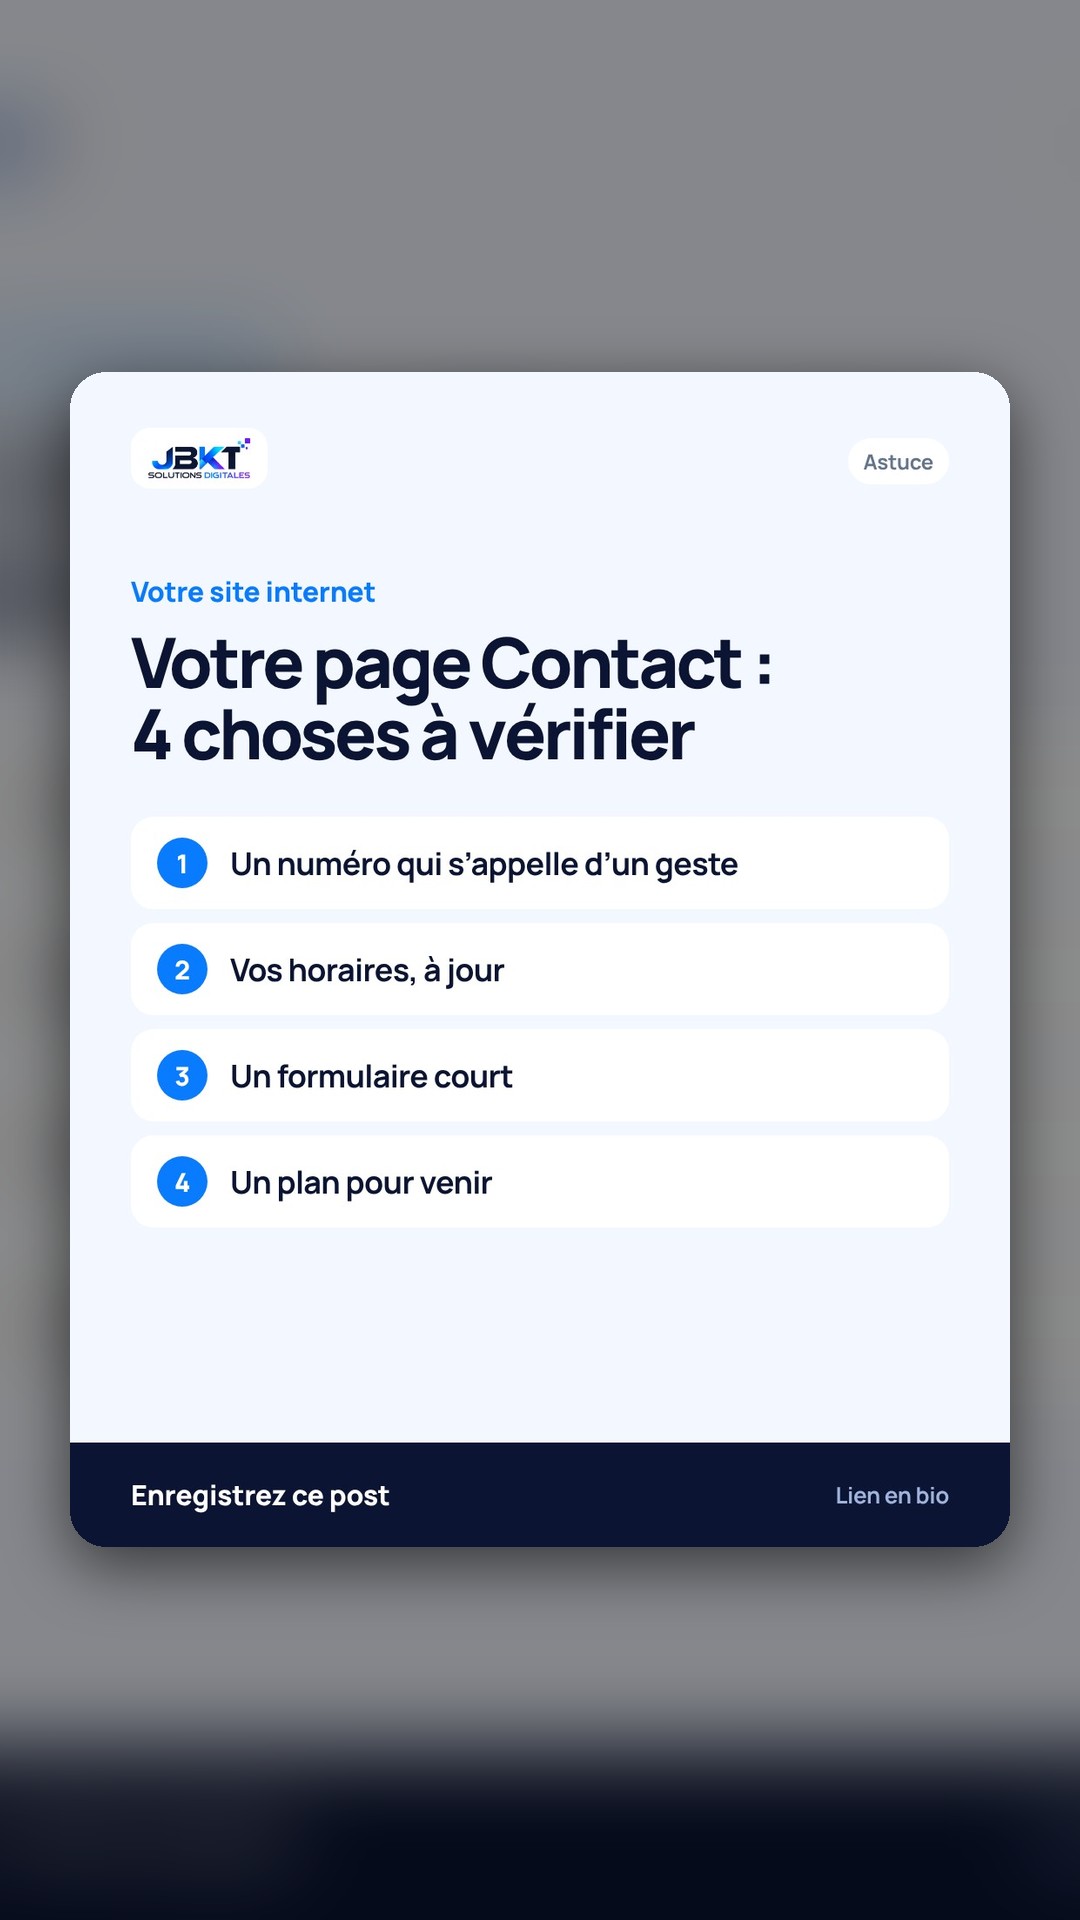 JBKT
SOLUTIONS DIGITALES
Astuce
Votre site internet
Votre page Contact :
4 choses à vérifier
1 Un numéro qui s’appelle d’un geste
2 Vos horaires, à jour
3 Un formulaire court
4 Un plan pour venir
Enregistrez ce post
Lien en bio